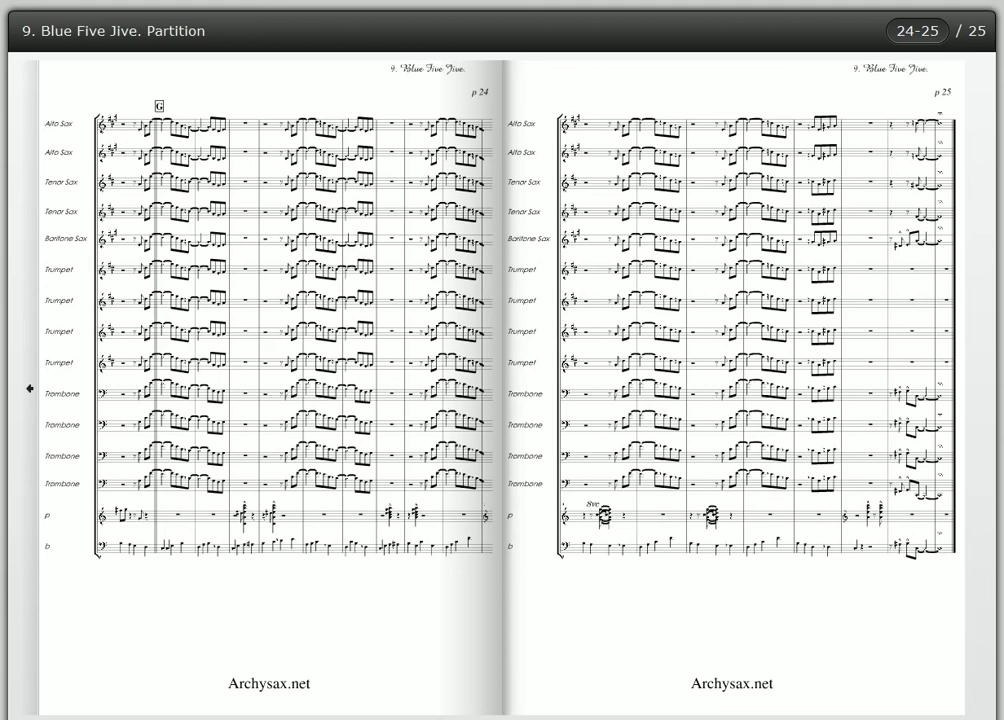 9. Blue Five Jive. Partition
24-25 / 25
9. Blue Five Jive.
p 24
G
Alto Sax
Alto Sax
Tenor Sax
Tenor Sax
Baritone Sax
Trumpet
Trumpet
Trumpet
Trumpet
Trombone
Trombone
Trombone
Trombone
p
b
Archysax.net
9. Blue Five Jive.
p 25
Alto Sax
Alto Sax
Tenor Sax
Tenor Sax
Baritone Sax
Trumpet
Trumpet
Trumpet
Trumpet
Trombone
Trombone
Trombone
Trombone
8ve
p
b
Archysax.net